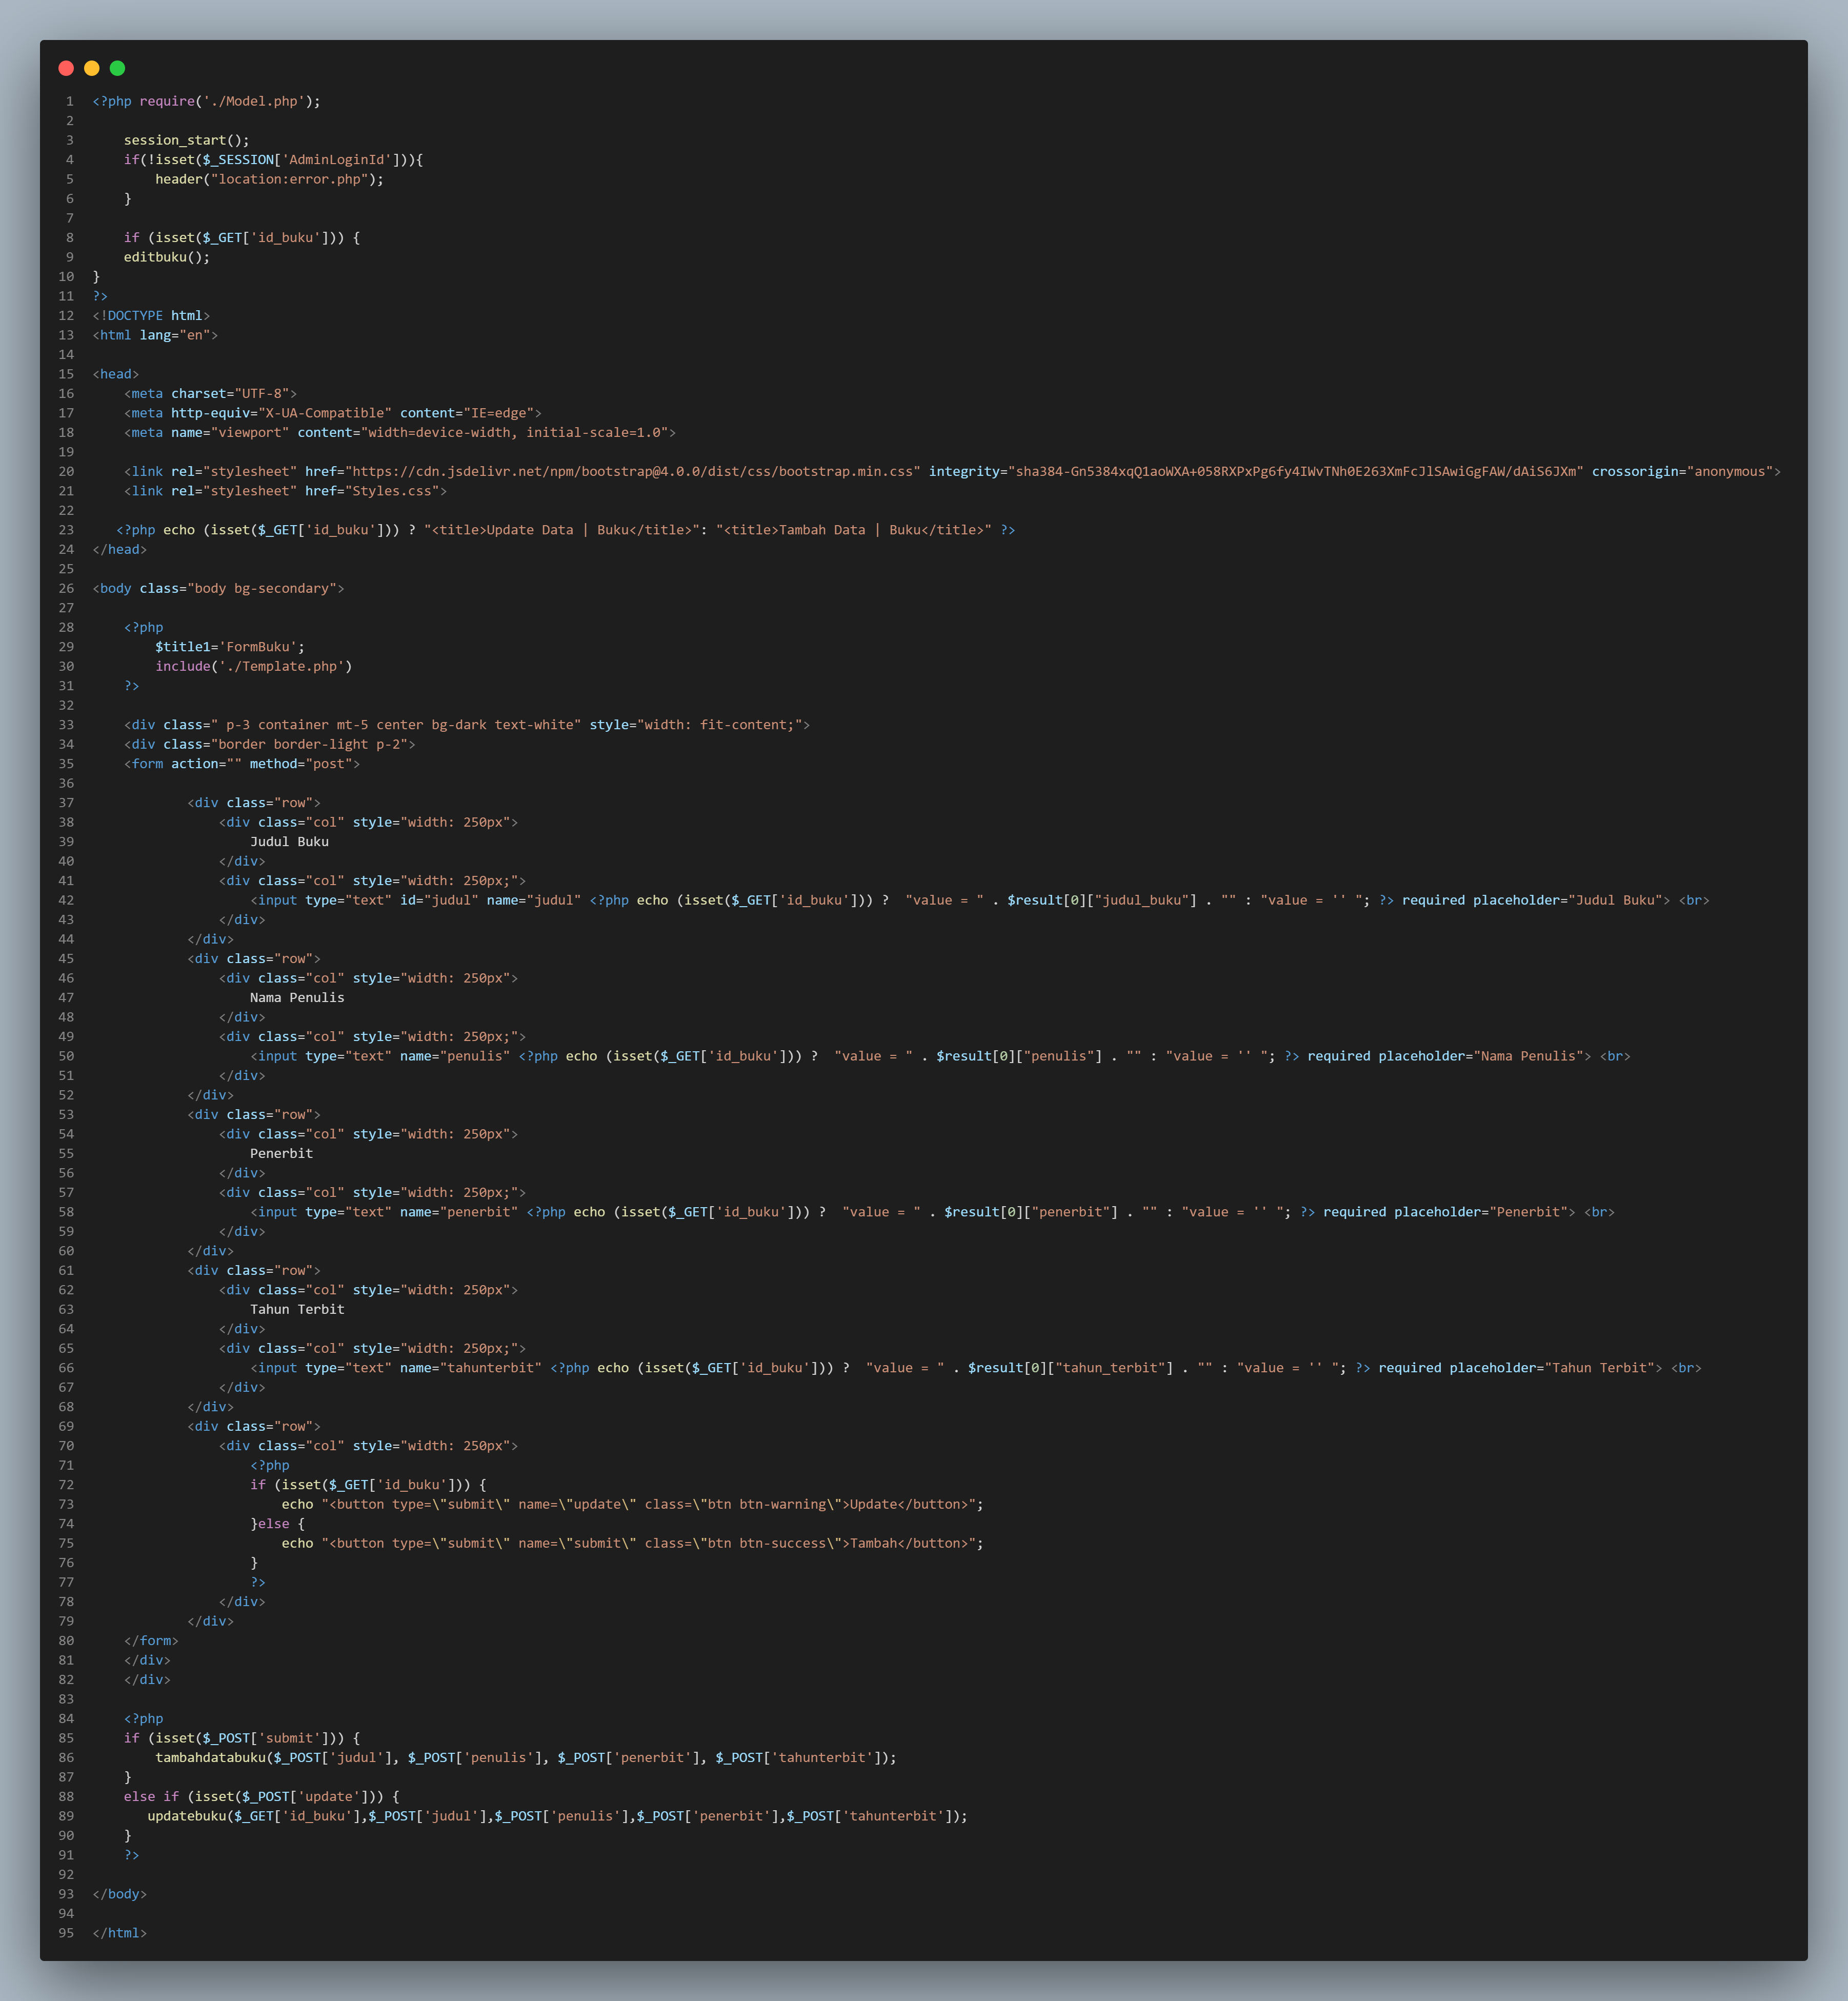 1 <?php require('./Model.php');
2
3     session_start();
4     if(!isset($_SESSION['AdminLoginId'])){
5         header("location:error.php");
6     }
7
8     if (isset($_GET['id_buku'])) {
9     editbuku();
10 }
11 ?>
12 <!DOCTYPE html>
13 <html lang="en">
14
15 <head>
16     <meta charset="UTF-8">
17     <meta http-equiv="X-UA-Compatible" content="IE=edge">
18     <meta name="viewport" content="width=device-width, initial-scale=1.0">
19
20     <link rel="stylesheet" href="https://cdn.jsdelivr.net/npm/bootstrap@4.0.0/dist/css/bootstrap.min.css" integrity="sha384-Gn5384xqQ1aoWXA+058RXPxPg6fy4IWvTNh0E263XmFcJlSAwiGgFAW/dAiS6JXm" crossorigin="anonymous">
21     <link rel="stylesheet" href="Styles.css">
22
23    <?php echo (isset($_GET['id_buku'])) ? "<title>Update Data | Buku</title>": "<title>Tambah Data | Buku</title>" ?>
24 </head>
25
26 <body class="body bg-secondary">
27
28     <?php
29         $title1='FormBuku';
30         include('./Template.php')
31     ?>
32
33     <div class=" p-3 container mt-5 center bg-dark text-white" style="width: fit-content;">
34     <div class="border border-light p-2">
35     <form action="" method="post">
36
37             <div class="row">
38                 <div class="col" style="width: 250px">
39                     Judul Buku
40                 </div>
41                 <div class="col" style="width: 250px;">
42                     <input type="text" id="judul" name="judul" <?php echo (isset($_GET['id_buku'])) ?  "value = " . $result[0]["judul_buku"] . "" : "value = '' "; ?> required placeholder="Judul Buku"> <br>
43                 </div>
44             </div>
45             <div class="row">
46                 <div class="col" style="width: 250px">
47                     Nama Penulis
48                 </div>
49                 <div class="col" style="width: 250px;">
50                     <input type="text" name="penulis" <?php echo (isset($_GET['id_buku'])) ?  "value = " . $result[0]["penulis"] . "" : "value = '' "; ?> required placeholder="Nama Penulis"> <br>
51                 </div>
52             </div>
53             <div class="row">
54                 <div class="col" style="width: 250px">
55                     Penerbit
56                 </div>
57                 <div class="col" style="width: 250px;">
58                     <input type="text" name="penerbit" <?php echo (isset($_GET['id_buku'])) ?  "value = " . $result[0]["penerbit"] . "" : "value = '' "; ?> required placeholder="Penerbit"> <br>
59                 </div>
60             </div>
61             <div class="row">
62                 <div class="col" style="width: 250px">
63                     Tahun Terbit
64                 </div>
65                 <div class="col" style="width: 250px;">
66                     <input type="text" name="tahunterbit" <?php echo (isset($_GET['id_buku'])) ?  "value = " . $result[0]["tahun_terbit"] . "" : "value = '' "; ?> required placeholder="Tahun Terbit"> <br>
67                 </div>
68             </div>
69             <div class="row">
70                 <div class="col" style="width: 250px">
71                     <?php
72                     if (isset($_GET['id_buku'])) {
73                         echo "<button type=\"submit\" name=\"update\" class=\"btn btn-warning\">Update</button>";
74                     }else {
75                         echo "<button type=\"submit\" name=\"submit\" class=\"btn btn-success\">Tambah</button>";
76                     }
77                     ?>
78                 </div>
79             </div>
80     </form>
81     </div>
82     </div>
83
84     <?php
85     if (isset($_POST['submit'])) {
86         tambahdatabuku($_POST['judul'], $_POST['penulis'], $_POST['penerbit'], $_POST['tahunterbit']);
87     }
88     else if (isset($_POST['update'])) {
89        updatebuku($_GET['id_buku'],$_POST['judul'],$_POST['penulis'],$_POST['penerbit'],$_POST['tahunterbit']);
90     }
91     ?>
92
93 </body>
94
95 </html>